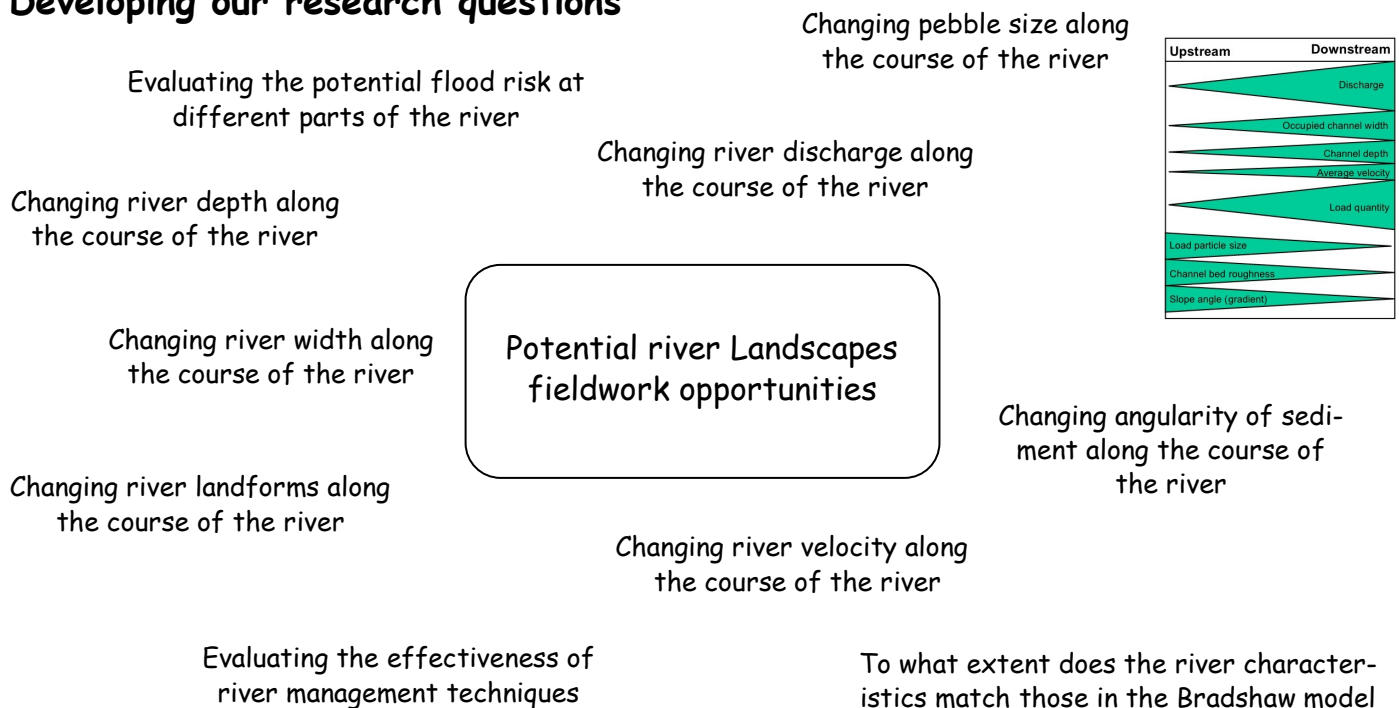 Developing our research questions
Changing pebble size along
the course of the river
Evaluating the potential flood risk at
different parts of the river
Changing river discharge along
the course of the river
Upstream Downstream
Discharge
Occupied channel width
Channel depth
Average velocity
Load quantity
Load particle size
Channel bed roughness
Slope angle (gradient)
Changing river depth along
the course of the river
Changing river width along
the course of the river
Potential river Landscapes
fieldwork opportunities
Changing angularity of sedi-
ment along the course of
the river
Changing river landforms along
the course of the river
Changing river velocity along
the course of the river
Evaluating the effectiveness of
river management techniques
To what extent does the river character-
istics match those in the Bradshaw model